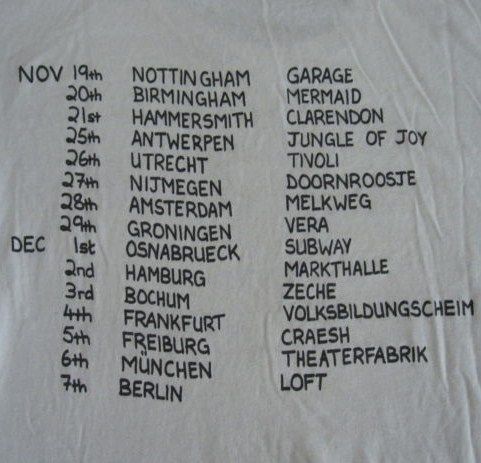 NOV 19th NOTTINGHAM GARAGE
20th BIRMINGHAM MERMAID
21st HAMMERSMITH CLARENDON
25th ANTWERPEN JUNGLE OF JOY
26th UTRECHT TIVOLI
27th NIJMEGEN DOORNROOSJE
28th AMSTERDAM MELKWEG
29th GRONINGEN VERA
DEC 1st OSNABRUECK SUBWAY
2nd HAMBURG MARKTHALLE
3rd BOCHUM ZECHE
4th FRANKFURT VOLKSBILDUNGSCHEIM
5th FREIBURG CRAESH
6th MÜNCHEN THEATERFABRIK
7th BERLIN LOFT